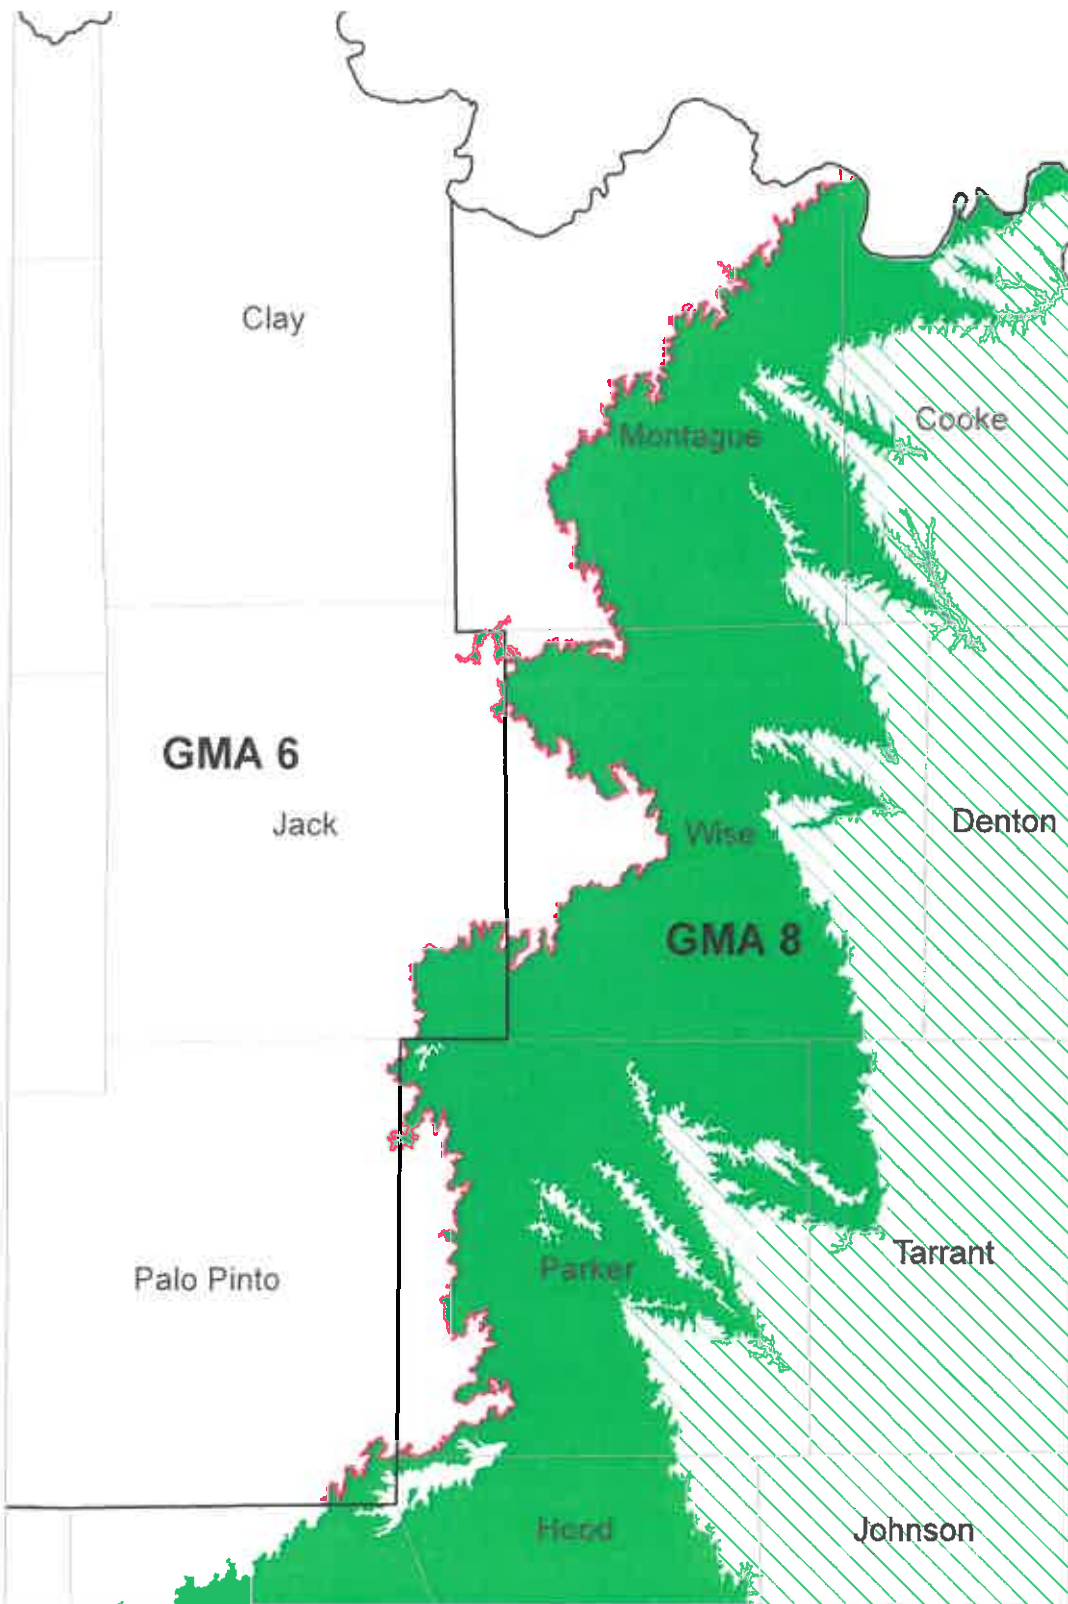 Clay
Cooke
Montague
GMA 6
Jack
Denton
Wise
GMA 8
Tarrant
Parker
Palo Pinto
Hood
Johnson